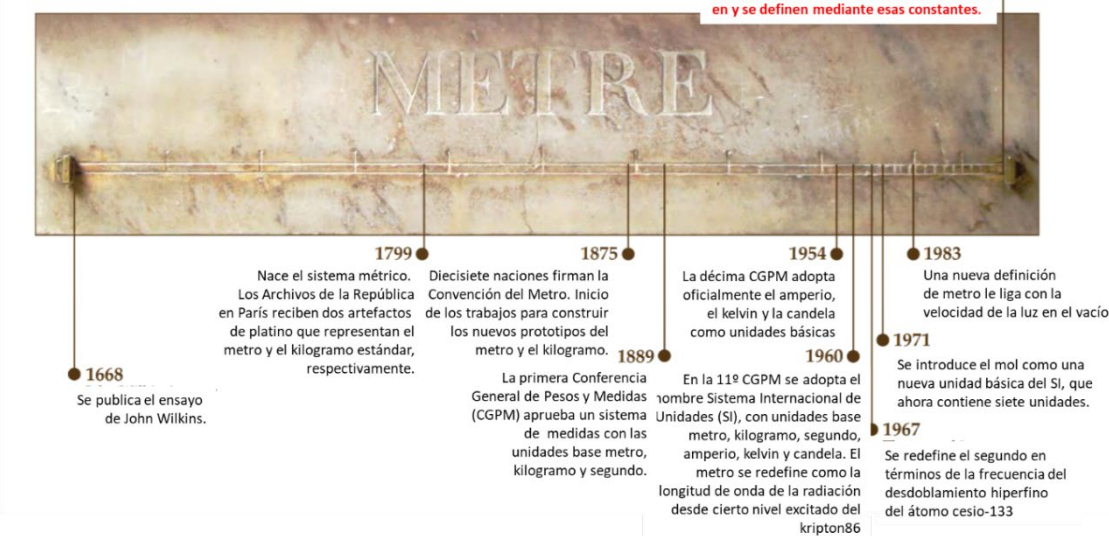 en y se definen mediante esas constantes.
METRE
1799
Nace el sistema métrico.
Los Archivos de la República
en París reciben dos artefactos
de platino que representan el
metro y el kilogramo estándar,
respectivamente.
1875
Diecisiete naciones firman la
Convención del Metro. Inicio
de los trabajos para construir
los nuevos prototipos del
metro y el kilogramo.
1954
La décima CGPM adopta
oficialmente el amperio,
el kelvin y la candela
como unidades básicas
1983
Una nueva definición
de metro le liga con la
velocidad de la luz en el vacío
1668
Se publica el ensayo
de John Wilkins.
1889
La primera Conferencia
General de Pesos y Medidas
(CGPM) aprueba un sistema
de medidas con las
unidades base metro,
kilogramo y segundo.
1960
En la 11º CGPM se adopta el
nombre Sistema Internacional de
Unidades (SI), con unidades base
metro, kilogramo, segundo,
amperio, kelvin y candela. El
metro se redefine como la
longitud de onda de la radiación
desde cierto nivel excitado del
kripton86
1971
Se introduce el mol como una
nueva unidad básica del SI, que
ahora contiene siete unidades.
1967
Se redefine el segundo en
términos de la frecuencia del
desdoblamiento hiperfino
del átomo cesio-133